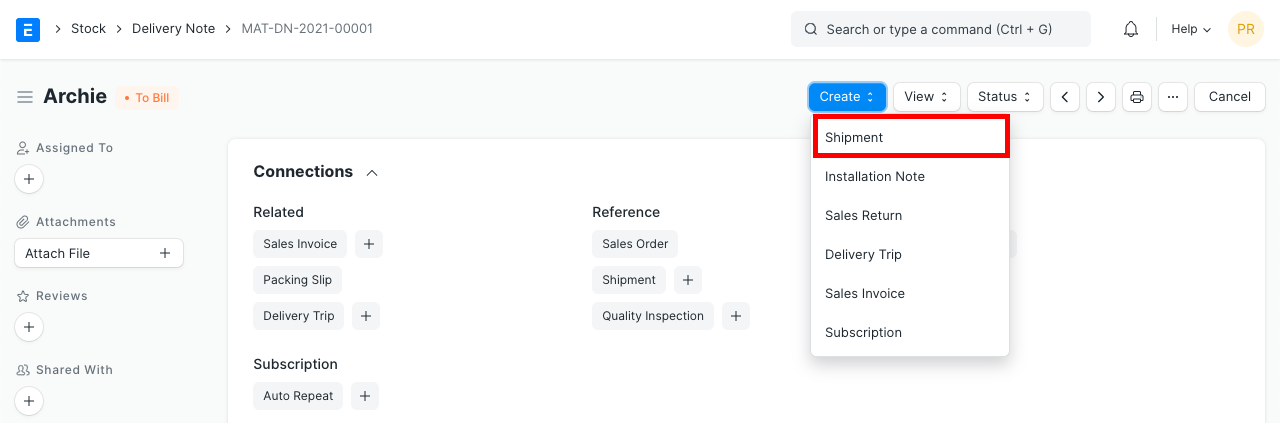 E
Stock
Delivery Note
MAT-DN-2021-00001
Search or type a command (Ctrl + G)
Help
PR
Archie
• To Bill
Create
View
Status
Cancel
Assigned To
Attachments
Attach File
Reviews
Shared With
Connections
Related
Sales Invoice
Packing Slip
Delivery Trip
Subscription
Auto Repeat
Reference
Sales Order
Shipment
Quality Inspection
Shipment
Installation Note
Sales Return
Delivery Trip
Sales Invoice
Subscription